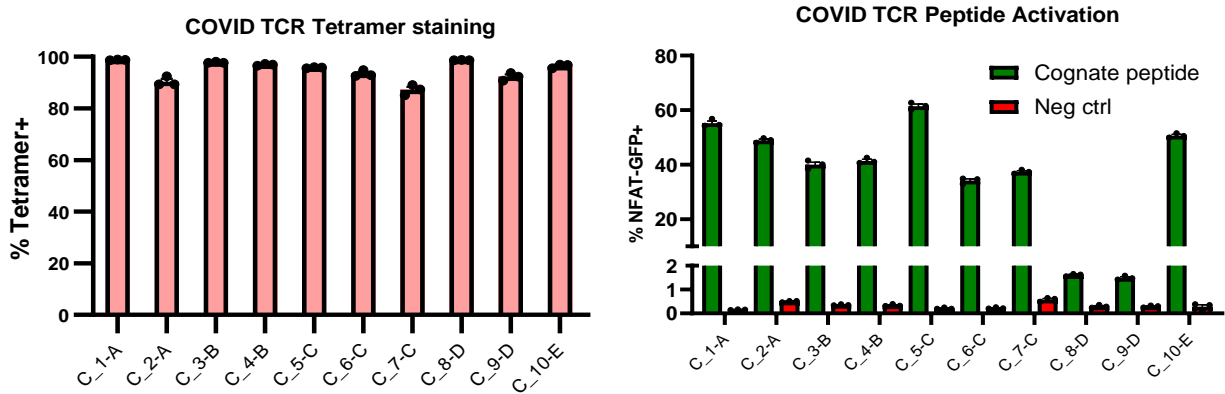 COVID TCR Tetramer staining
% Tetramer+
100
80
60
40
20
0
C_1-A
C_2-A
C_3-B
C_4-B
C_5-C
C_6-C
C_7-C
C_8-D
C_9-D
C_10-E
COVID TCR Peptide Activation
% NFAT-GFP+
80
60
40
20
2
1
0
Cognate peptide
Neg ctrl
C_1-A
C_2-A
C_3-B
C_4-B
C_5-C
C_6-C
C_7-C
C_8-D
C_9-D
C_10-E